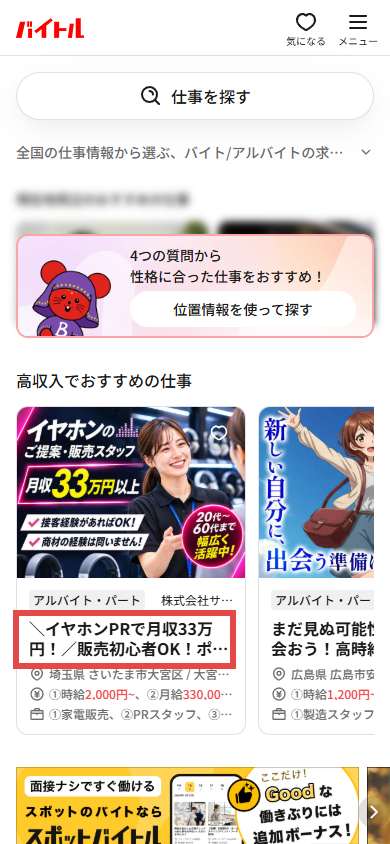 バイトル
気になる
メニュー
仕事を探す
全国の仕事情報から選ぶ、バイト/アルバイトの求…
4つの質問から
性格に合った仕事をおすすめ！
位置情報を使って探す
高収入でおすすめの仕事
イヤホンの
ご提案・販売スタッフ
月収33万円以上
接客経験があればOK!
商材の経験は問いません!
20代～
60代まで
幅広く
活躍中!
新しい自分に、
出会う準備
アルバイト・パート
株式会社サ…
＼イヤホンPRで月収33万
円！／販売初心者OK！ポ…
埼玉県 さいたま市大宮区 / 大宮…
①時給2,000円~、②月給330,00…
①家電販売、②PRスタッフ、③…
アルバイト・パー
まだ見ぬ可能性
会おう！高時給
広島県 広島市安
①時給1,200円~
①製造スタッフ
面接ナシですぐ働ける
スポットのバイトなら
スポットバイトル
ここだけ!
Goodな
働きぶりには
追加ボーナス!